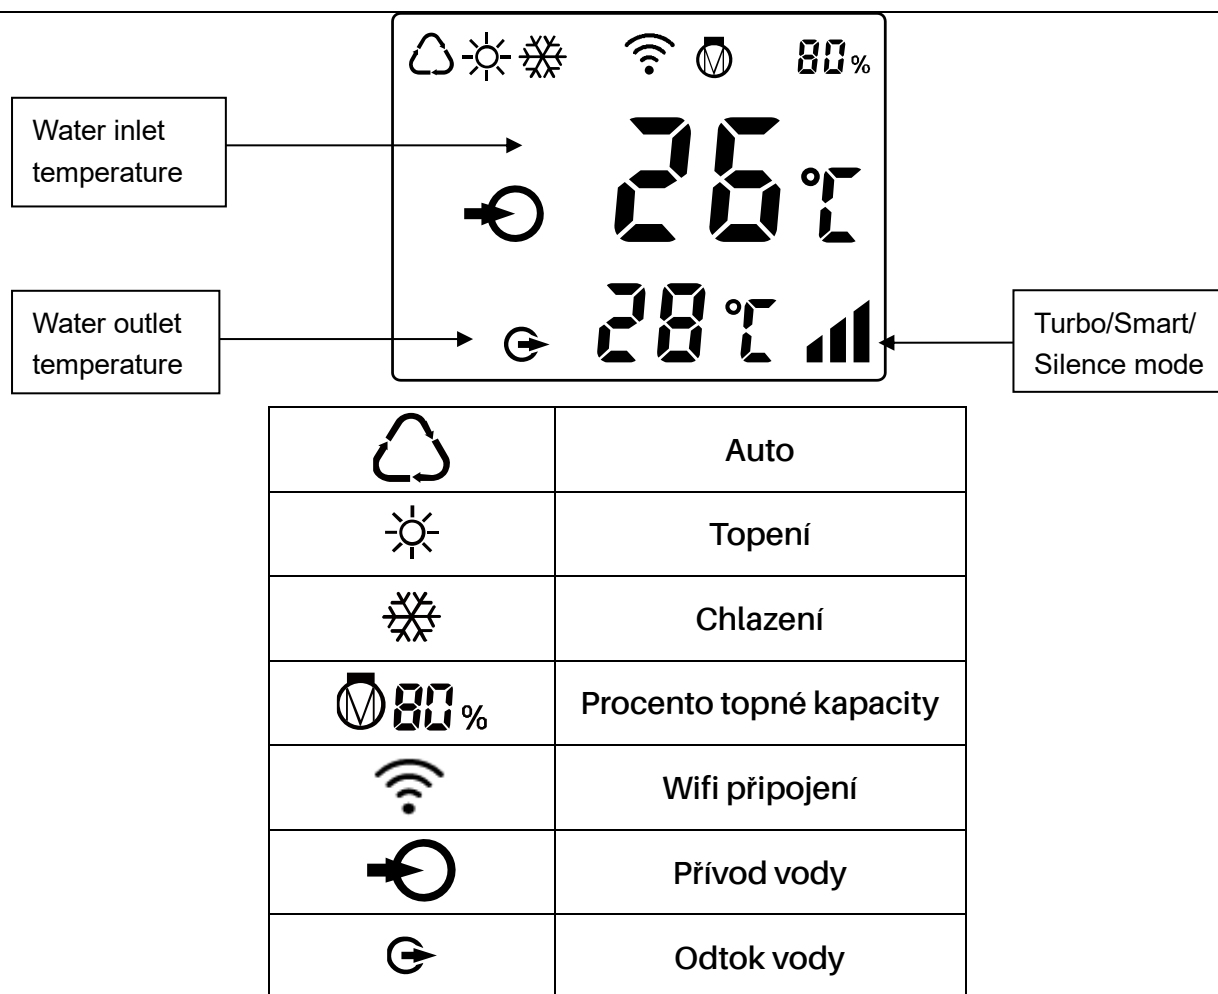 80%
Water inlet
temperature
26℃
Water outlet
temperature
28℃
Turbo/Smart/
Silence mode
Auto
Topení
Chlazení
80%
Procento topné kapacity
Wifi připojení
Přívod vody
Odtok vody